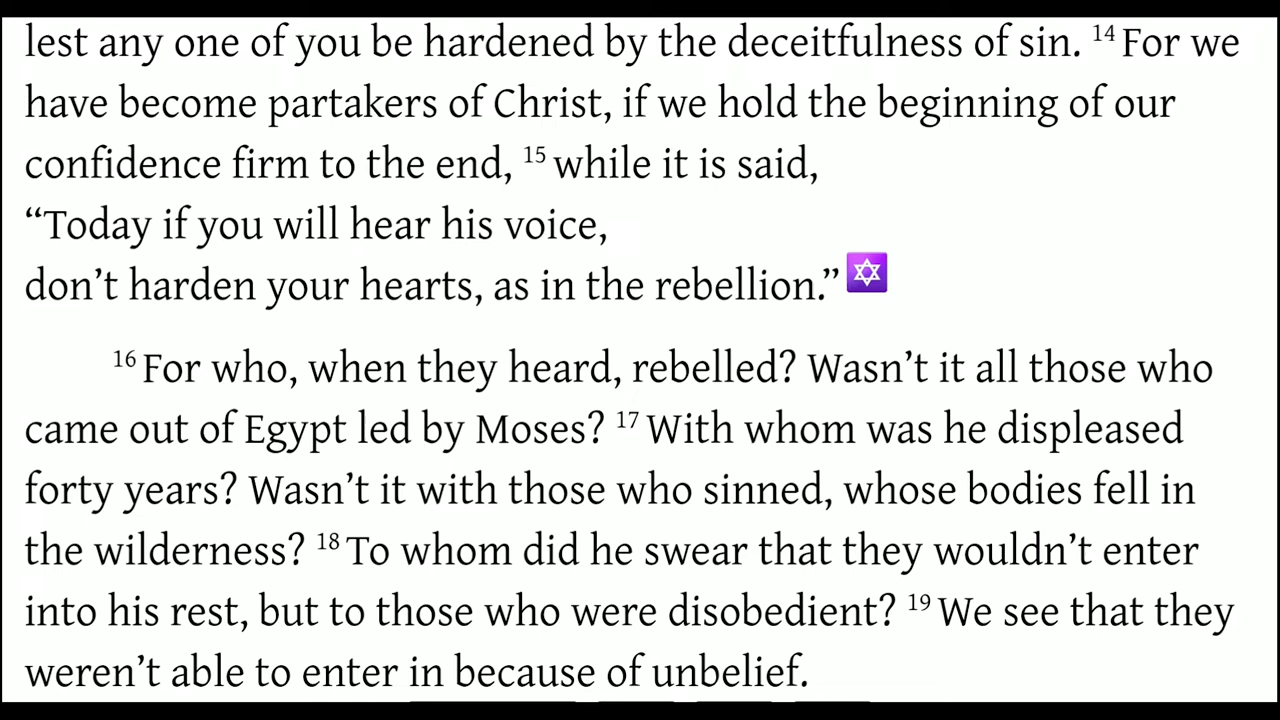 lest any one of you be hardened by the deceitfulness of sin. 14 For we
have become partakers of Christ, if we hold the beginning of our
confidence firm to the end, 15 while it is said,
“Today if you will hear his voice,
don’t harden your hearts, as in the rebellion.” ✡
16 For who, when they heard, rebelled? Wasn’t it all those who
came out of Egypt led by Moses? 17 With whom was he displeased
forty years? Wasn’t it with those who sinned, whose bodies fell in
the wilderness? 18 To whom did he swear that they wouldn’t enter
into his rest, but to those who were disobedient? 19 We see that they
weren’t able to enter in because of unbelief.